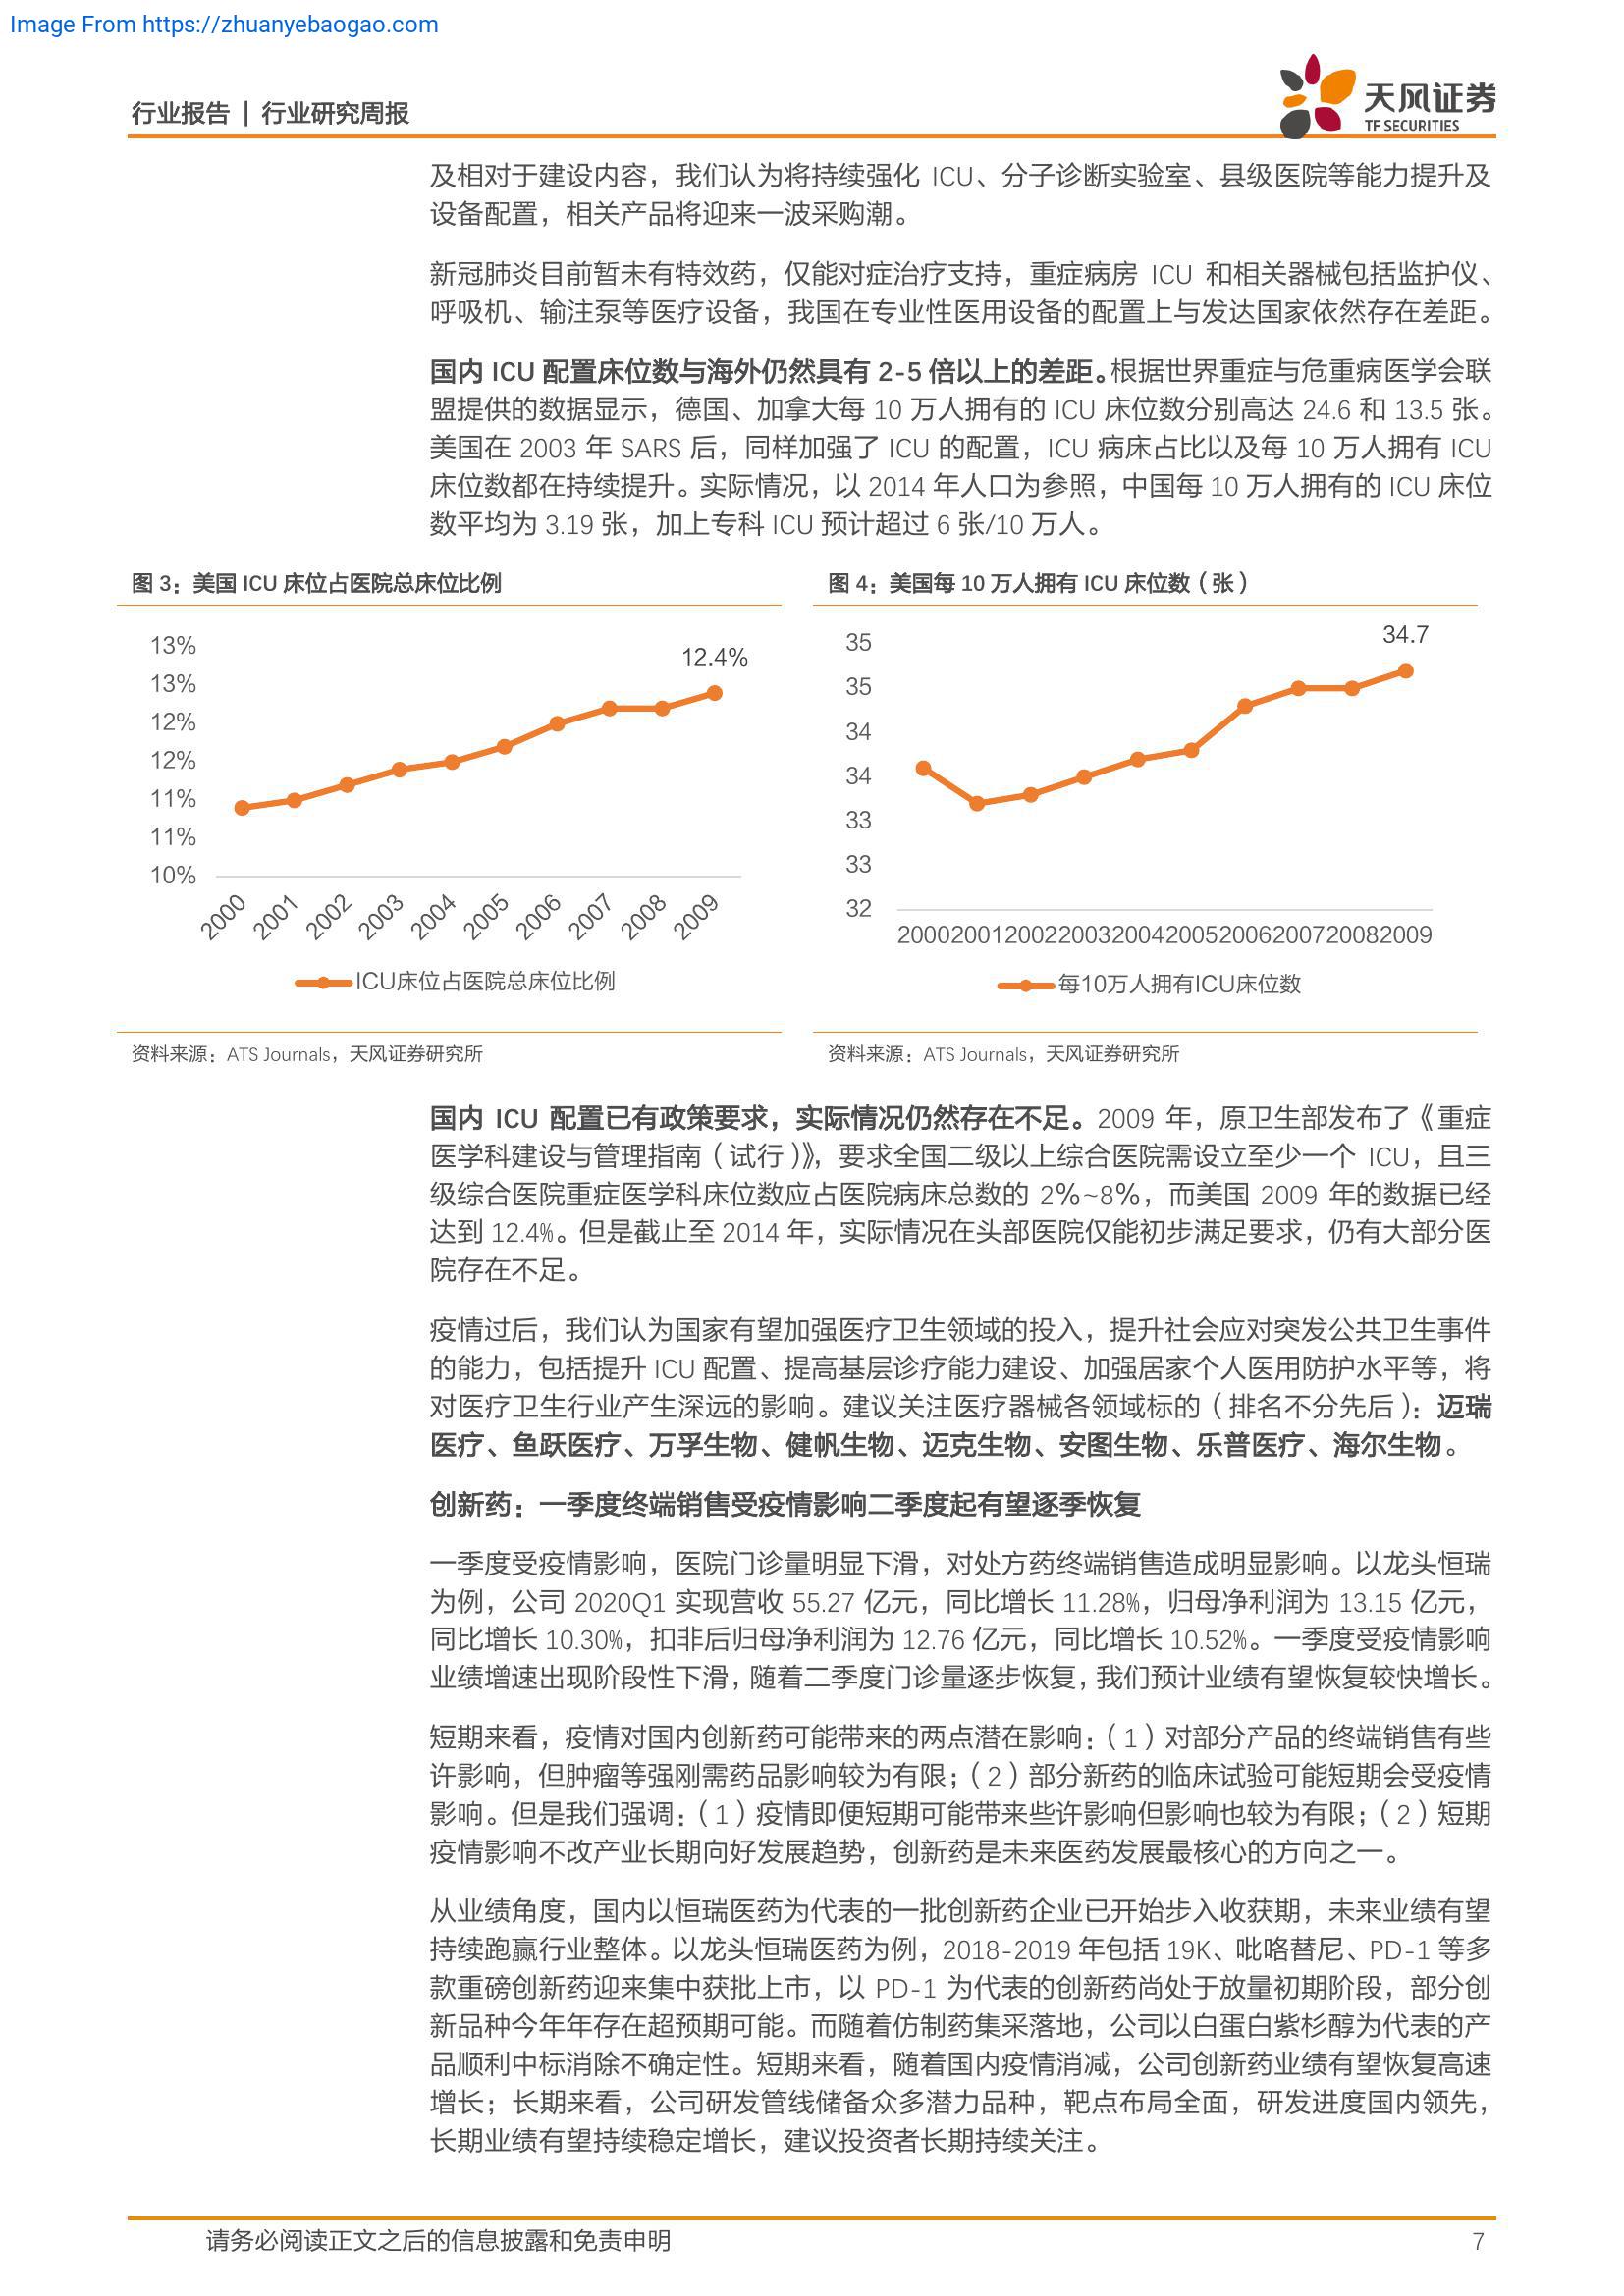 Image From https://zhuanyebaogao.com
行业报告 | 行业研究周报
天风证券
TF SECURITIES
及相对于建设内容，我们认为将持续强化 ICU、分子诊断实验室、县级医院等能力提升及
设备配置，相关产品将迎来一波采购潮。
新冠肺炎目前暂未有特效药，仅能对症治疗支持，重症病房 ICU 和相关器械包括监护仪、
呼吸机、输注泵等医疗设备，我国在专业性医用设备的配置上与发达国家依然存在差距。
国内 ICU 配置床位数与海外仍然具有 2-5 倍以上的差距。根据世界重症与危重病医学会联
盟提供的数据显示，德国、加拿大每 10 万人拥有的 ICU 床位数分别高达 24.6 和 13.5 张。
美国在 2003 年 SARS 后，同样加强了 ICU 的配置，ICU 病床占比以及每 10 万人拥有 ICU
床位数都在持续提升。实际情况，以 2014 年人口为参照，中国每 10 万人拥有的 ICU 床位
数平均为 3.19 张，加上专科 ICU 预计超过 6 张/10 万人。
图 3：美国 ICU 床位占医院总床位比例
13%
13%
12%
12%
11%
11%
10%
12.4%
2000 2001 2002 2003 2004 2005 2006 2007 2008 2009
ICU床位占医院总床位比例
资料来源：ATS Journals，天风证券研究所
图 4：美国每 10 万人拥有 ICU 床位数（张）
35
35
34
34
33
33
32
34.7
2000200120022003200420052006200720082009
每10万人拥有ICU床位数
资料来源：ATS Journals，天风证券研究所
国内 ICU 配置已有政策要求，实际情况仍然存在不足。2009 年，原卫生部发布了《重症
医学科建设与管理指南（试行）》，要求全国二级以上综合医院需设立至少一个 ICU，且三
级综合医院重症医学科床位数应占医院病床总数的 2%~8%，而美国 2009 年的数据已经
达到 12.4%。但是截止至 2014 年，实际情况在头部医院仅能初步满足要求，仍有大部分医
院存在不足。
疫情过后，我们认为国家有望加强医疗卫生领域的投入，提升社会应对突发公共卫生事件
的能力，包括提升 ICU 配置、提高基层诊疗能力建设、加强居家个人医用防护水平等，将
对医疗卫生行业产生深远的影响。建议关注医疗器械各领域标的（排名不分先后）：迈瑞
医疗、鱼跃医疗、万孚生物、健帆生物、迈克生物、安图生物、乐普医疗、海尔生物。
创新药：一季度终端销售受疫情影响二季度起有望逐季恢复
一季度受疫情影响，医院门诊量明显下滑，对处方药终端销售造成明显影响。以龙头恒瑞
为例，公司 2020Q1 实现营收 55.27 亿元，同比增长 11.28%，归母净利润为 13.15 亿元，
同比增长 10.30%，扣非后归母净利润为 12.76 亿元，同比增长 10.52%。一季度受疫情影响
业绩增速出现阶段性下滑，随着二季度门诊量逐步恢复，我们预计业绩有望恢复较快增长。
短期来看，疫情对国内创新药可能带来的两点潜在影响：（1）对部分产品的终端销售有些
许影响，但肿瘤等强刚需药品影响较为有限；（2）部分新药的临床试验可能短期会受疫情
影响。但是我们强调：（1）疫情即便短期可能带来些许影响但影响也较为有限；（2）短期
疫情影响不改产业长期向好发展趋势，创新药是未来医药发展最核心的方向之一。
从业绩角度，国内以恒瑞医药为代表的一批创新药企业已开始步入收获期，未来业绩有望
持续跑赢行业整体。以龙头恒瑞医药为例，2018-2019 年包括 19K、吡咯替尼、PD-1 等多
款重磅创新药迎来集中获批上市，以 PD-1 为代表的创新药尚处于放量初期阶段，部分创
新品种今年年存在超预期可能。而随着仿制药集采落地，公司以白蛋白紫杉醇为代表的产
品顺利中标消除不确定性。短期来看，随着国内疫情消减，公司创新药业绩有望恢复高速
增长；长期来看，公司研发管线储备众多潜力品种，靶点布局全面，研发进度国内领先，
长期业绩有望持续稳定增长，建议投资者长期持续关注。
请务必阅读正文之后的信息披露和免责申明
7